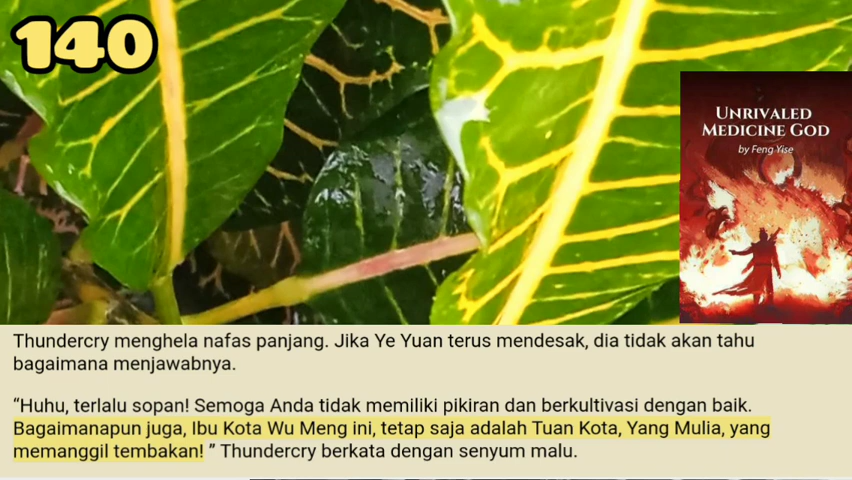 140
UNRIVALED
MEDICINE GOD
by Feng Yise
Thundercry menghela nafas panjang. Jika Ye Yuan terus mendesak, dia tidak akan tahu
bagaimana menjawabnya.
“Huhu, terlalu sopan! Semoga Anda tidak memiliki pikiran dan berkultivasi dengan baik.
Bagaimanapun juga, Ibu Kota Wu Meng ini, tetap saja adalah Tuan Kota, Yang Mulia, yang
memanggil tembakan! ” Thundercry berkata dengan senyum malu.